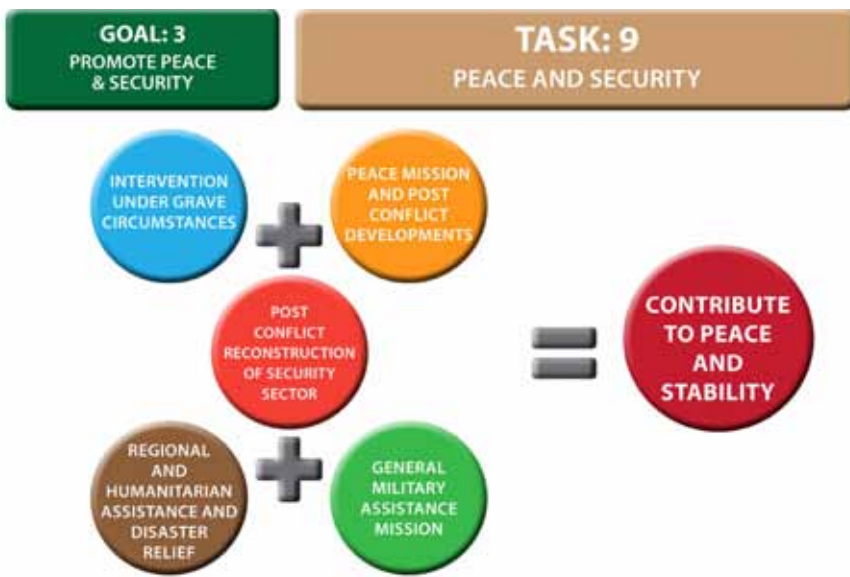 GOAL: 3
PROMOTE PEACE
& SECURITY
TASK: 9
PEACE AND SECURITY
INTERVENTION
UNDER GRAVE
CIRCUMSTANCES
PEACE MISSION
AND POST
CONFLICT
DEVELOPMENTS
POST
CONFLICT
RECONSTRUCTION
OF SECURITY
SECTOR
CONTRIBUTE
TO PEACE
AND
STABILITY
REGIONAL
AND
HUMANITARIAN
ASSISTANCE AND
DISASTER
RELIEF
GENERAL
MILITARY
ASSISTANCE
MISSION